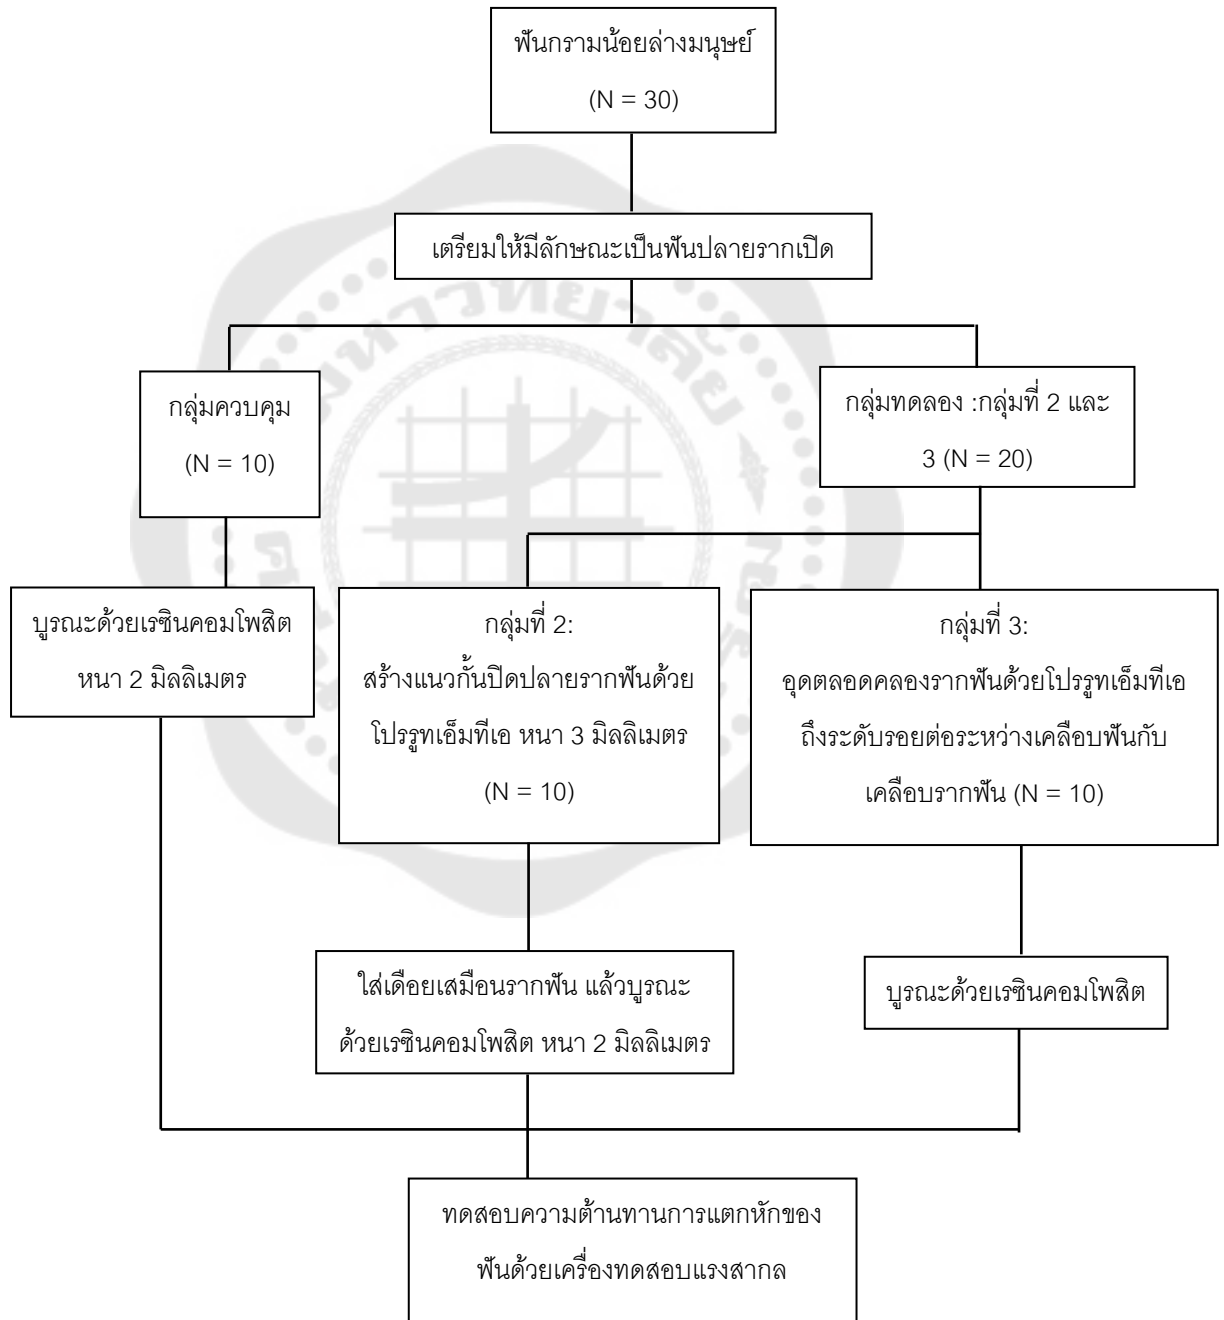 ฟันกรามน้อยล่างมนุษย์
(N = 30)
เตรียมให้มีลักษณะเป็นฟันปลายรากเปิด
กลุ่มควบคุม
(N = 10)
กลุ่มทดลอง :กลุ่มที่ 2 และ
3 (N = 20)
บูรณะด้วยเรซินคอมโพสิต
หนา 2 มิลลิเมตร
กลุ่มที่ 2:
สร้างแนวกั้นปิดปลายรากฟันด้วย
โปรรูทเอ็มทีเอ หนา 3 มิลลิเมตร
(N = 10)
กลุ่มที่ 3:
อุดตลอดคลองรากฟันด้วยโปรรูทเอ็มทีเอ
ถึงระดับรอยต่อระหว่างเคลือบฟันกับ
เคลือบรากฟัน (N = 10)
ใส่เดือยเสมือนรากฟัน แล้วบูรณะ
ด้วยเรซินคอมโพสิต หนา 2 มิลลิเมตร
บูรณะด้วยเรซินคอมโพสิต
ทดสอบความต้านทานการแตกหักของ
ฟันด้วยเครื่องทดสอบแรงสากล